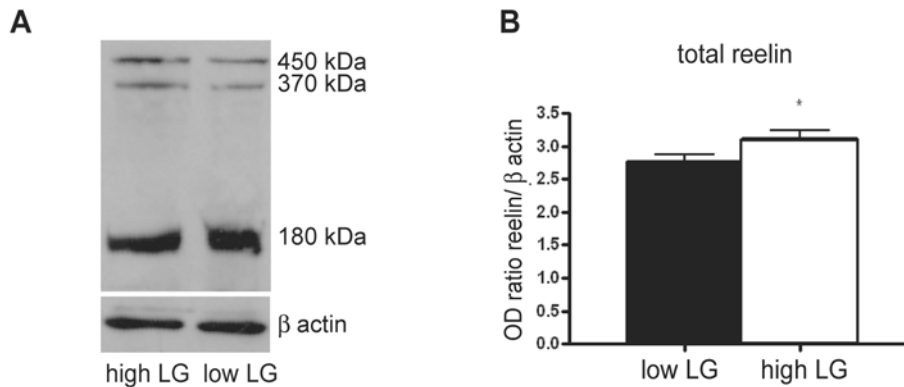 A
450 kDa
370 kDa
180 kDa
β actin
high LG low LG
B
total reelin
*
OD ratio reelin/ β actin
3.5
3.0
2.5
2.0
1.5
1.0
0.5
0.0
low LG high LG